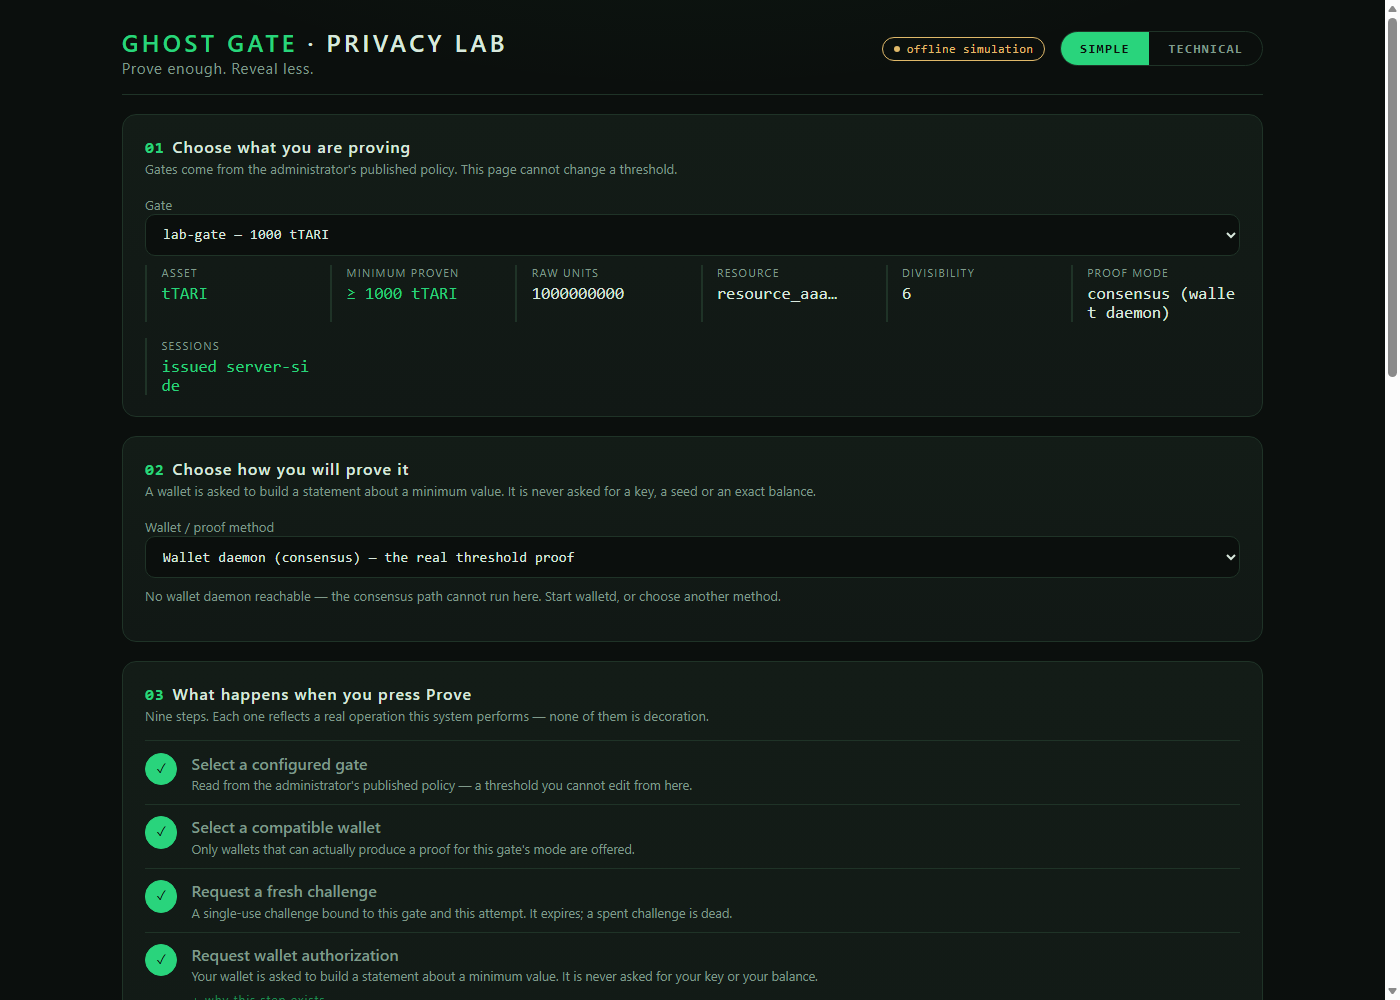 GHOST GATE · PRIVACY LAB
Prove enough. Reveal less.
offline simulation
SIMPLE
TECHNICAL
01 Choose what you are proving
Gates come from the administrator's published policy. This page cannot change a threshold.
Gate
lab-gate — 1000 tTARI
ASSET
tTARI
MINIMUM PROVEN
≥ 1000 tTARI
RAW UNITS
1000000000
RESOURCE
resource_aaa…
DIVISIBILITY
6
PROOF MODE
consensus (walle
t daemon)
SESSIONS
issued server-si
de
02 Choose how you will prove it
A wallet is asked to build a statement about a minimum value. It is never asked for a key, a seed or an exact balance.
Wallet / proof method
Wallet daemon (consensus) — the real threshold proof
No wallet daemon reachable — the consensus path cannot run here. Start walletd, or choose another method.
03 What happens when you press Prove
Nine steps. Each one reflects a real operation this system performs — none of them is decoration.
✓ Select a configured gate
Read from the administrator's published policy — a threshold you cannot edit from here.
✓ Select a compatible wallet
Only wallets that can actually produce a proof for this gate's mode are offered.
✓ Request a fresh challenge
A single-use challenge bound to this gate and this attempt. It expires; a spent challenge is dead.
✓ Request wallet authorization
Your wallet is asked to build a statement about a minimum value. It is never asked for your key or your balance.
why this step exists